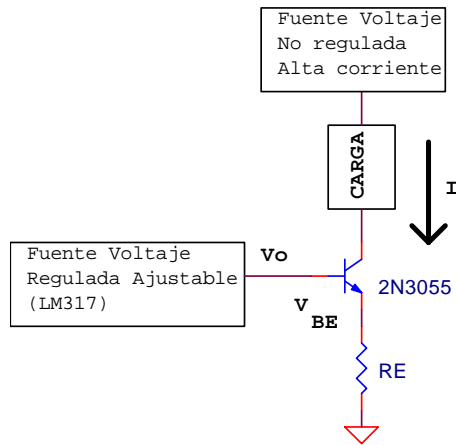 Fuente Voltaje
No regulada
Alta corriente
CARGA
I
Fuente Voltaje
Regulada Ajustable
(LM317)
Vo
V
BE
2N3055
RE